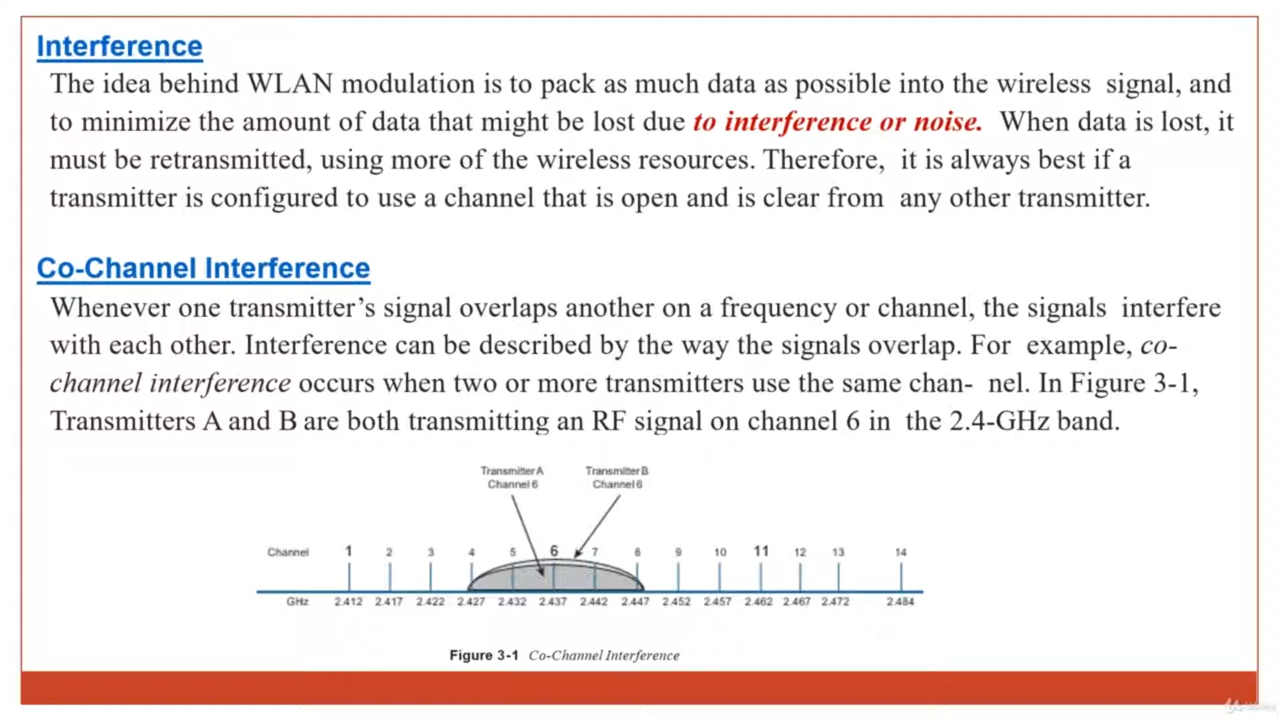 Interference
The idea behind WLAN modulation is to pack as much data as possible into the wireless signal, and
to minimize the amount of data that might be lost due to interference or noise. When data is lost, it
must be retransmitted, using more of the wireless resources. Therefore, it is always best if a
transmitter is configured to use a channel that is open and is clear from any other transmitter.
Co-Channel Interference
Whenever one transmitter's signal overlaps another on a frequency or channel, the signals interfere
with each other. Interference can be described by the way the signals overlap. For example, co-
channel interference occurs when two or more transmitters use the same chan- nel. In Figure 3-1,
Transmitters A and B are both transmitting an RF signal on channel 6 in the 2.4-GHz band.
Transmitter A Transmitter B
Channel 6 Channel 6
Channel 1 2 3 4 5 6 7 8 9 10 11 12 13 14
GHz 2.412 2.417 2.422 2.427 2.432 2.437 2.442 2.447 2.452 2.457 2.462 2.467 2.472 2.484
Figure 3-1 Co-Channel Interference